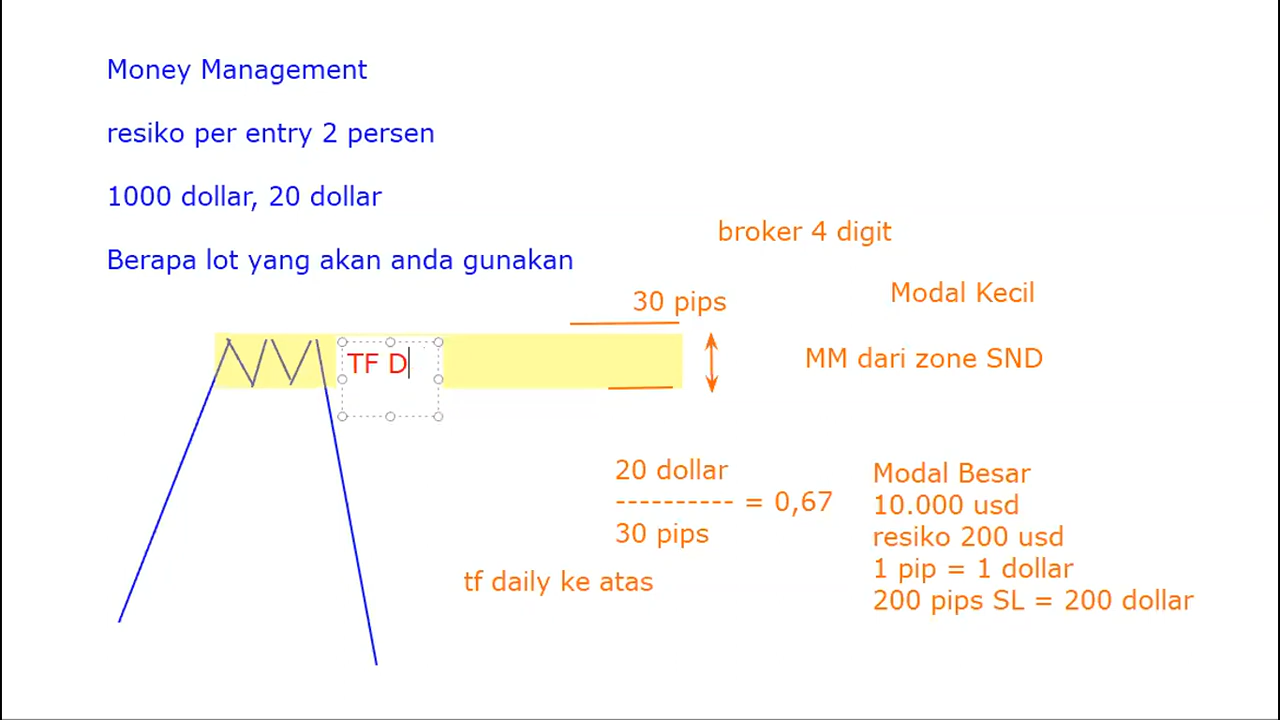 Money Management
resiko per entry 2 persen
1000 dollar, 20 dollar
Berapa lot yang akan anda gunakan
broker 4 digit
30 pips
Modal Kecil
TF D
MM dari zone SND
20 dollar
---------- = 0,67
30 pips
tf daily ke atas
Modal Besar
10.000 usd
resiko 200 usd
1 pip = 1 dollar
200 pips SL = 200 dollar